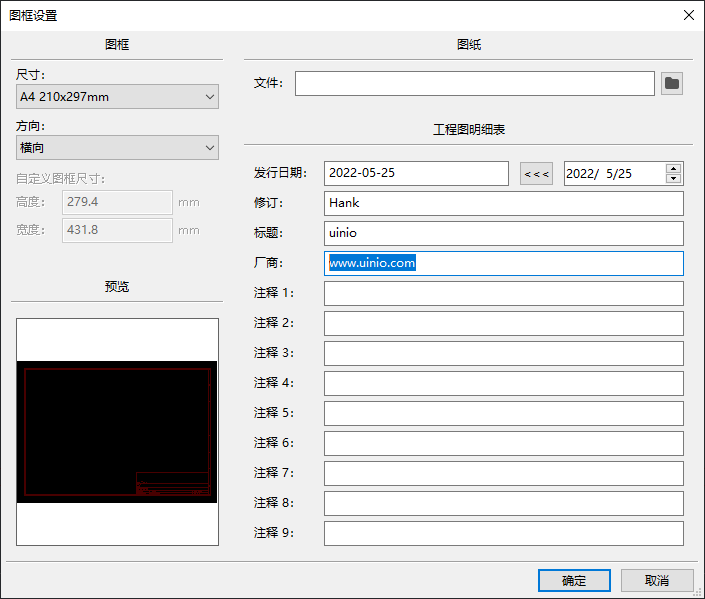 图框设置
图框
尺寸:
A4 210x297mm
方向:
横向
自定义图框尺寸:
高度: 279.4 mm
宽度: 431.8 mm
预览
图纸
文件:
工程图明细表
发行日期: 2022-05-25 <<< 2022/ 5/25
修订: Hank
标题: uinio
厂商: www.uinio.com
注释 1:
注释 2:
注释 3:
注释 4:
注释 5:
注释 6:
注释 7:
注释 8:
注释 9:
确定 取消